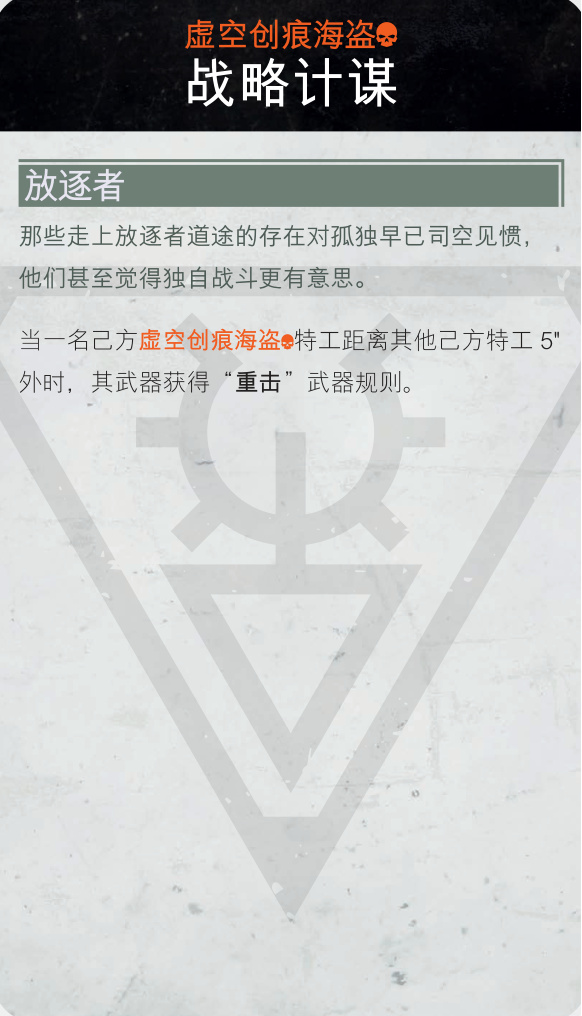 虚空创痕海盗
战略计谋
放逐者
那些走上放逐者道途的存在对孤独早已司空见惯，
他们甚至觉得独自战斗更有意思。
当一名己方虚空创痕海盗特工距离其他己方特工 5"
外时，其武器获得“重击”武器规则。